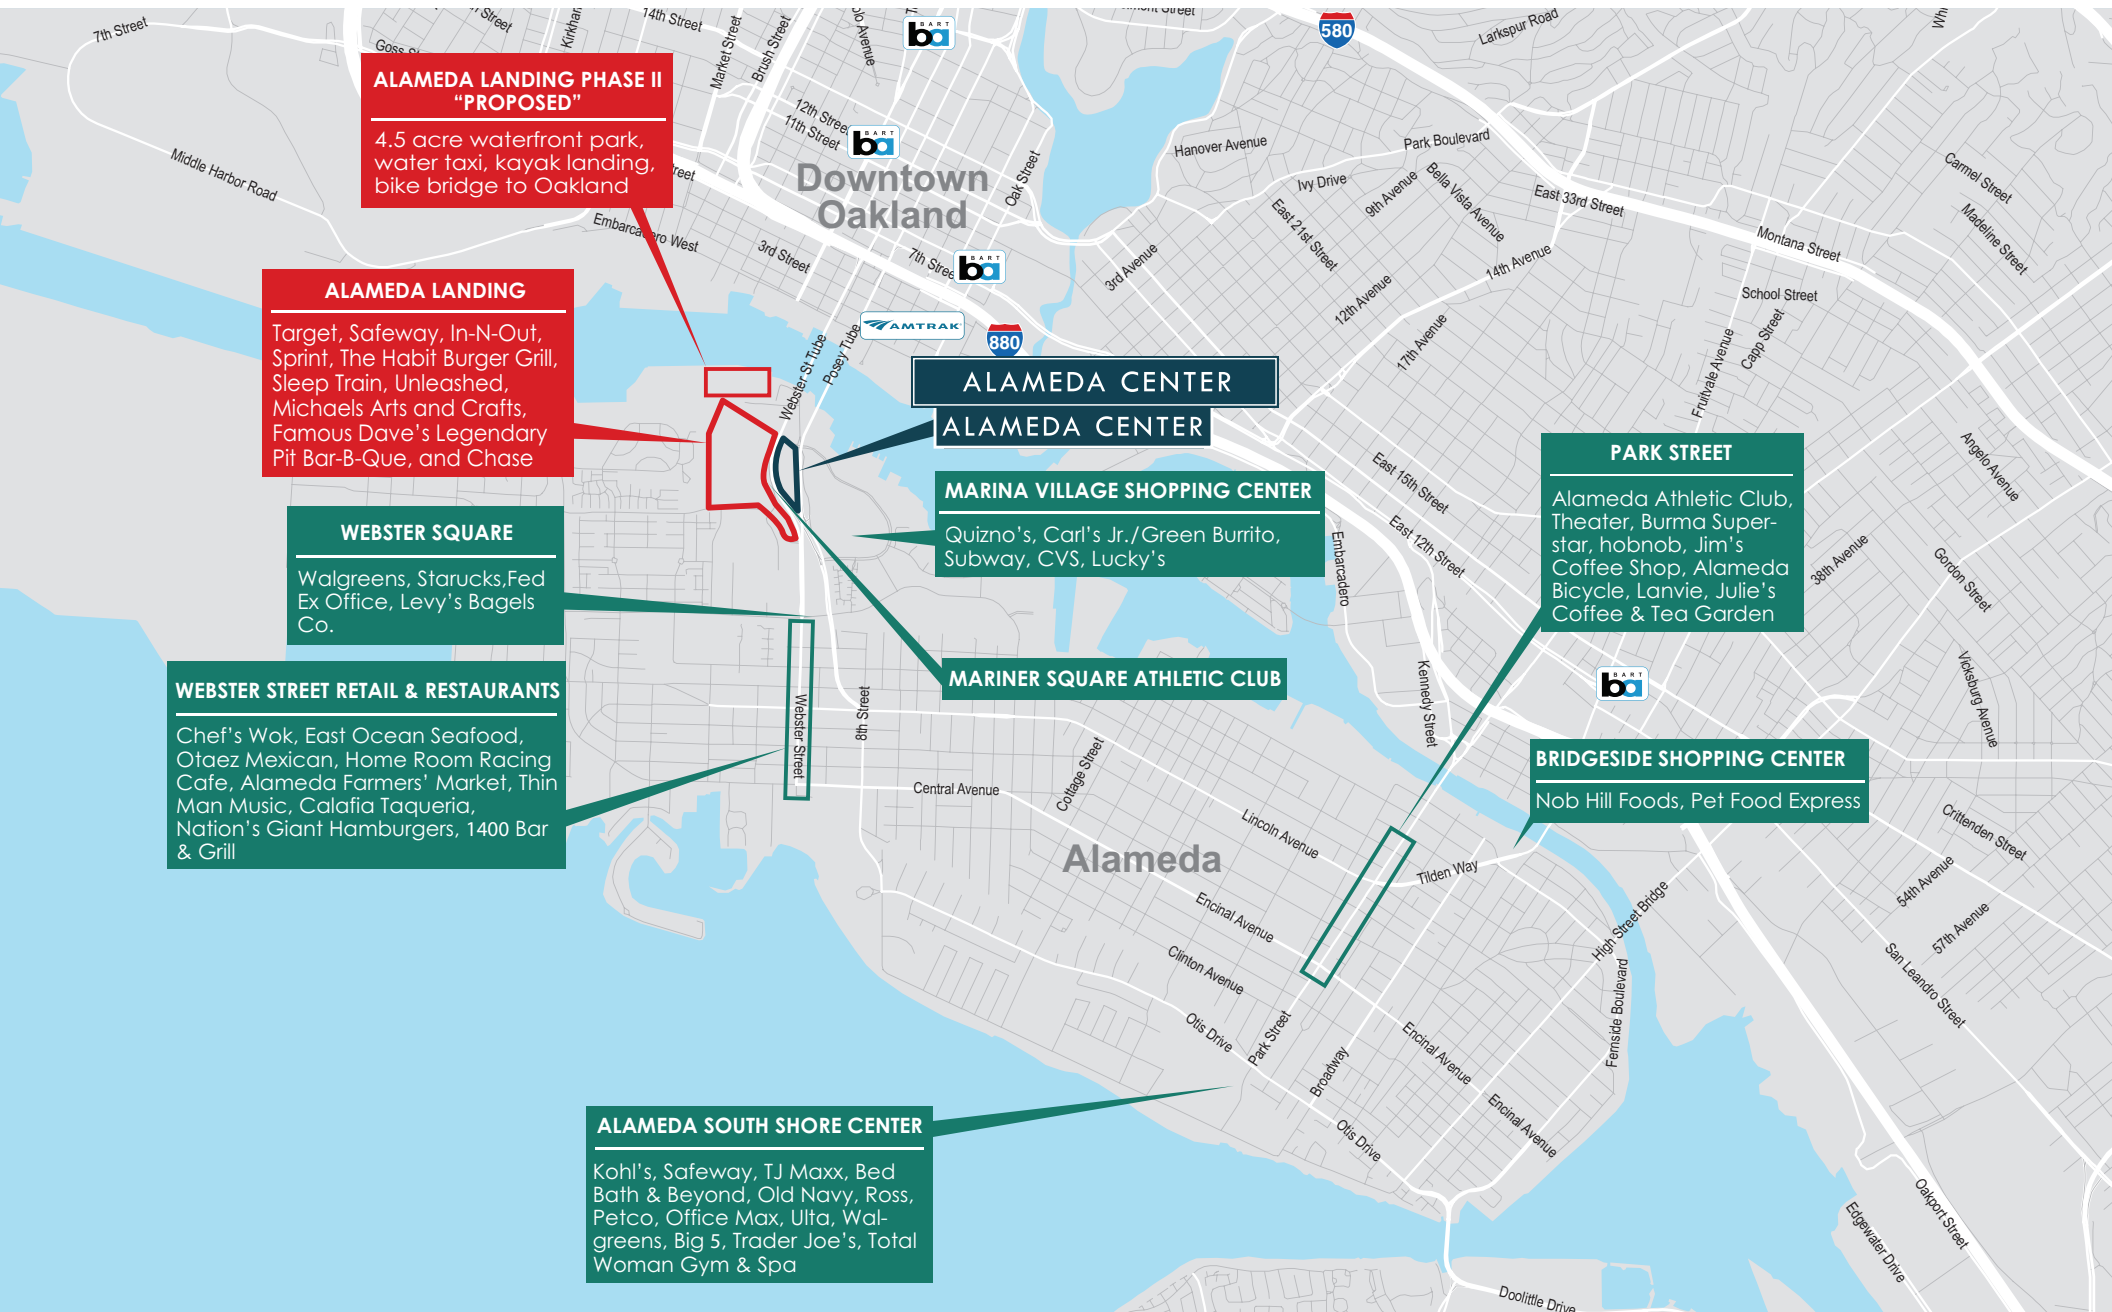 7th Street
Goss
Kirkhan
14th Street
Market Street
Brush Street
BART
ba
580
Larkspur Road
ALAMEDA LANDING PHASE II
“PROPOSED”
4.5 acre waterfront park,
water taxi, kayak landing,
bike bridge to Oakland
Middle Harbor Road
Embarcadero West
12th Street
11th Street
BART
ba
Downtown
Oakland
Oak Street
3rd Street
7th Street
BART
ba
Hanover Avenue
Park Boulevard
Ivy Drive
9th Avenue
Bella Vista Avenue
East 33rd Street
East 21st Street
3rd Avenue
12th Avenue
14th Avenue
17th Avenue
Montana Street
Carmel Street
Madeline Street
School Street
Capp Street
Fruitvale Avenue
ALAMEDA LANDING
Target, Safeway, In-N-Out,
Sprint, The Habit Burger Grill,
Sleep Train, Unleashed,
Michaels Arts and Crafts,
Famous Dave’s Legendary
Pit Bar-B-Que, and Chase
Webster St Tube
Posey Tube
AMTRAK
880
ALAMEDA CENTER
ALAMEDA CENTER
MARINA VILLAGE SHOPPING CENTER
Quizno’s, Carl’s Jr./Green Burrito,
Subway, CVS, Lucky’s
East 15th Street
East 12th Street
Embarcadero
Kennedy Street
PARK STREET
Alameda Athletic Club,
Theater, Burma Super-
star, hobnob, Jim’s
Coffee Shop, Alameda
Bicycle, Lanvie, Julie’s
Coffee & Tea Garden
Angelo Avenue
38th Avenue
Gordon Street
Vicksburg Avenue
BART
ba
WEBSTER SQUARE
Walgreens, Starucks,Fed
Ex Office, Levy’s Bagels
Co.
MARINER SQUARE ATHLETIC CLUB
WEBSTER STREET RETAIL & RESTAURANTS
Chef’s Wok, East Ocean Seafood,
Otaez Mexican, Home Room Racing
Cafe, Alameda Farmers’ Market, Thin
Man Music, Calafia Taqueria,
Nation’s Giant Hamburgers, 1400 Bar
& Grill
Webster Street
8th Street
Central Avenue
Cottage Street
Alameda
Lincoln Avenue
Tilden Way
BRIDGESIDE SHOPPING CENTER
Nob Hill Foods, Pet Food Express
Crittenden Street
54th Avenue
57th Avenue
San Leandro Street
High Street Bridge
Fernside Boulevard
Encinal Avenue
Clinton Avenue
Otis Drive
Park Street
Broadway
Encinal Avenue
Encinal Avenue
Otis Drive
ALAMEDA SOUTH SHORE CENTER
Kohl’s, Safeway, TJ Maxx, Bed
Bath & Beyond, Old Navy, Ross,
Petco, Office Max, Ulta, Wal-
greens, Big 5, Trader Joe’s, Total
Woman Gym & Spa
Oakport Street
Edgewater Drive
Doolittle Drive